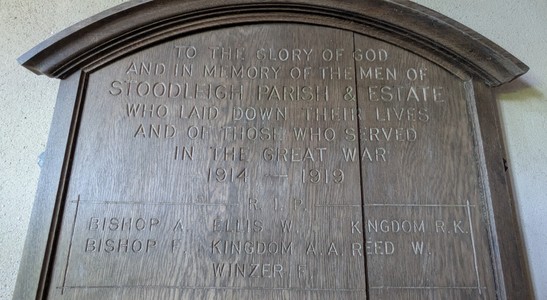 TO THE GLORY OF GOD
AND IN MEMORY OF THE MEN OF
STOODLEIGH PARISH & ESTATE
WHO LAID DOWN THEIR LIVES
AND OF THOSE WHO SERVED
IN THE GREAT WAR
1914 – 1919
R.I.P.
BISHOP A. ELLIS W. KINGDOM R.K.
BISHOP F. KINGDOM A.A. REED W.
WINZER